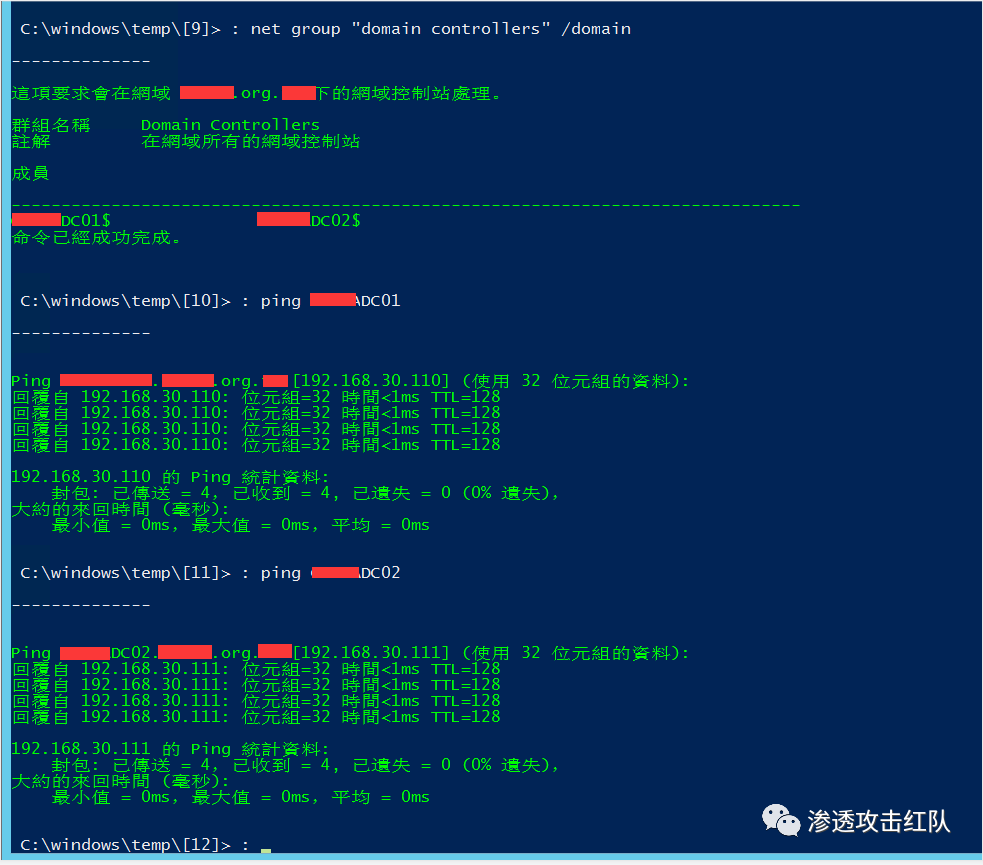 C:\windows\temp\[9]> : net group "domain controllers" /domain
--------------
這項要求會在網域 .org. 下的網域控制站處理。
群組名稱     Domain Controllers
註解         在網域所有的網域控制站
成員
-------------------------------------------------------------------------------
DC01$               DC02$
命令已經成功完成。
C:\windows\temp\[10]> : ping ADC01
--------------
Ping . .org. [192.168.30.110] (使用 32 位元組的資料):
回覆自 192.168.30.110: 位元組=32 時間<1ms TTL=128
回覆自 192.168.30.110: 位元組=32 時間<1ms TTL=128
回覆自 192.168.30.110: 位元組=32 時間<1ms TTL=128
回覆自 192.168.30.110: 位元組=32 時間<1ms TTL=128
192.168.30.110 的 Ping 統計資料:
封包: 已傳送 = 4, 已收到 = 4, 已遺失 = 0 (0% 遺失),
大約的來回時間 (毫秒):
最小值 = 0ms, 最大值 = 0ms, 平均 = 0ms
C:\windows\temp\[11]> : ping DC02
--------------
Ping DC02. .org. [192.168.30.111] (使用 32 位元組的資料):
回覆自 192.168.30.111: 位元組=32 時間<1ms TTL=128
回覆自 192.168.30.111: 位元組=32 時間<1ms TTL=128
回覆自 192.168.30.111: 位元組=32 時間<1ms TTL=128
回覆自 192.168.30.111: 位元組=32 時間<1ms TTL=128
192.168.30.111 的 Ping 統計資料:
封包: 已傳送 = 4, 已收到 = 4, 已遺失 = 0 (0% 遺失),
大約的來回時間 (毫秒):
最小值 = 0ms, 最大值 = 0ms, 平均 = 0ms
C:\windows\temp\[12]> :
渗透攻击红队